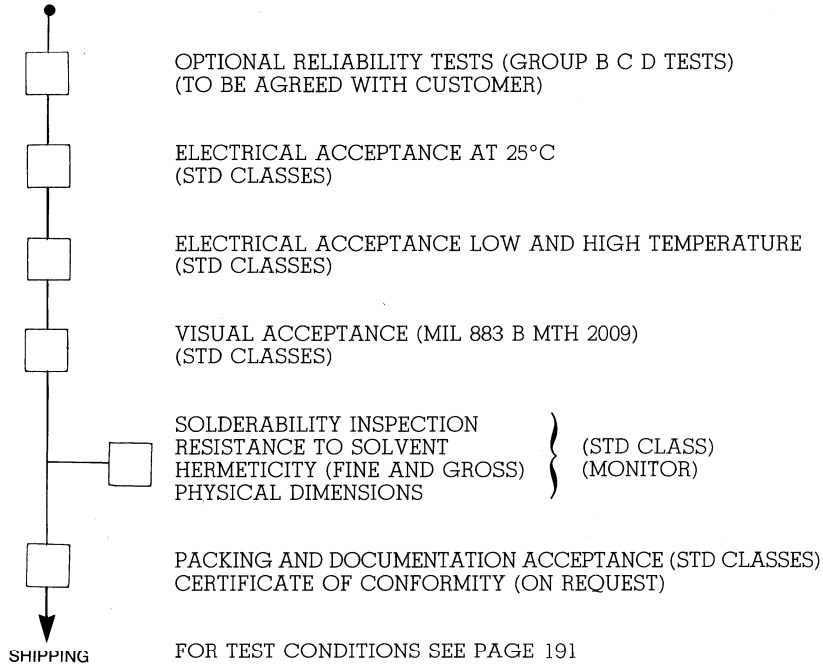 OPTIONAL RELIABILITY TESTS (GROUP B C D TESTS)
(TO BE AGREED WITH CUSTOMER)
ELECTRICAL ACCEPTANCE AT 25°C
(STD CLASSES)
ELECTRICAL ACCEPTANCE LOW AND HIGH TEMPERATURE
(STD CLASSES)
VISUAL ACCEPTANCE (MIL 883 B MTH 2009)
(STD CLASSES)
SOLDERABILITY INSPECTION
RESISTANCE TO SOLVENT
HERMETICITY (FINE AND GROSS)
PHYSICAL DIMENSIONS
(STD CLASS)
(MONITOR)
PACKING AND DOCUMENTATION ACCEPTANCE (STD CLASSES)
CERTIFICATE OF CONFORMITY (ON REQUEST)
SHIPPING
FOR TEST CONDITIONS SEE PAGE 191